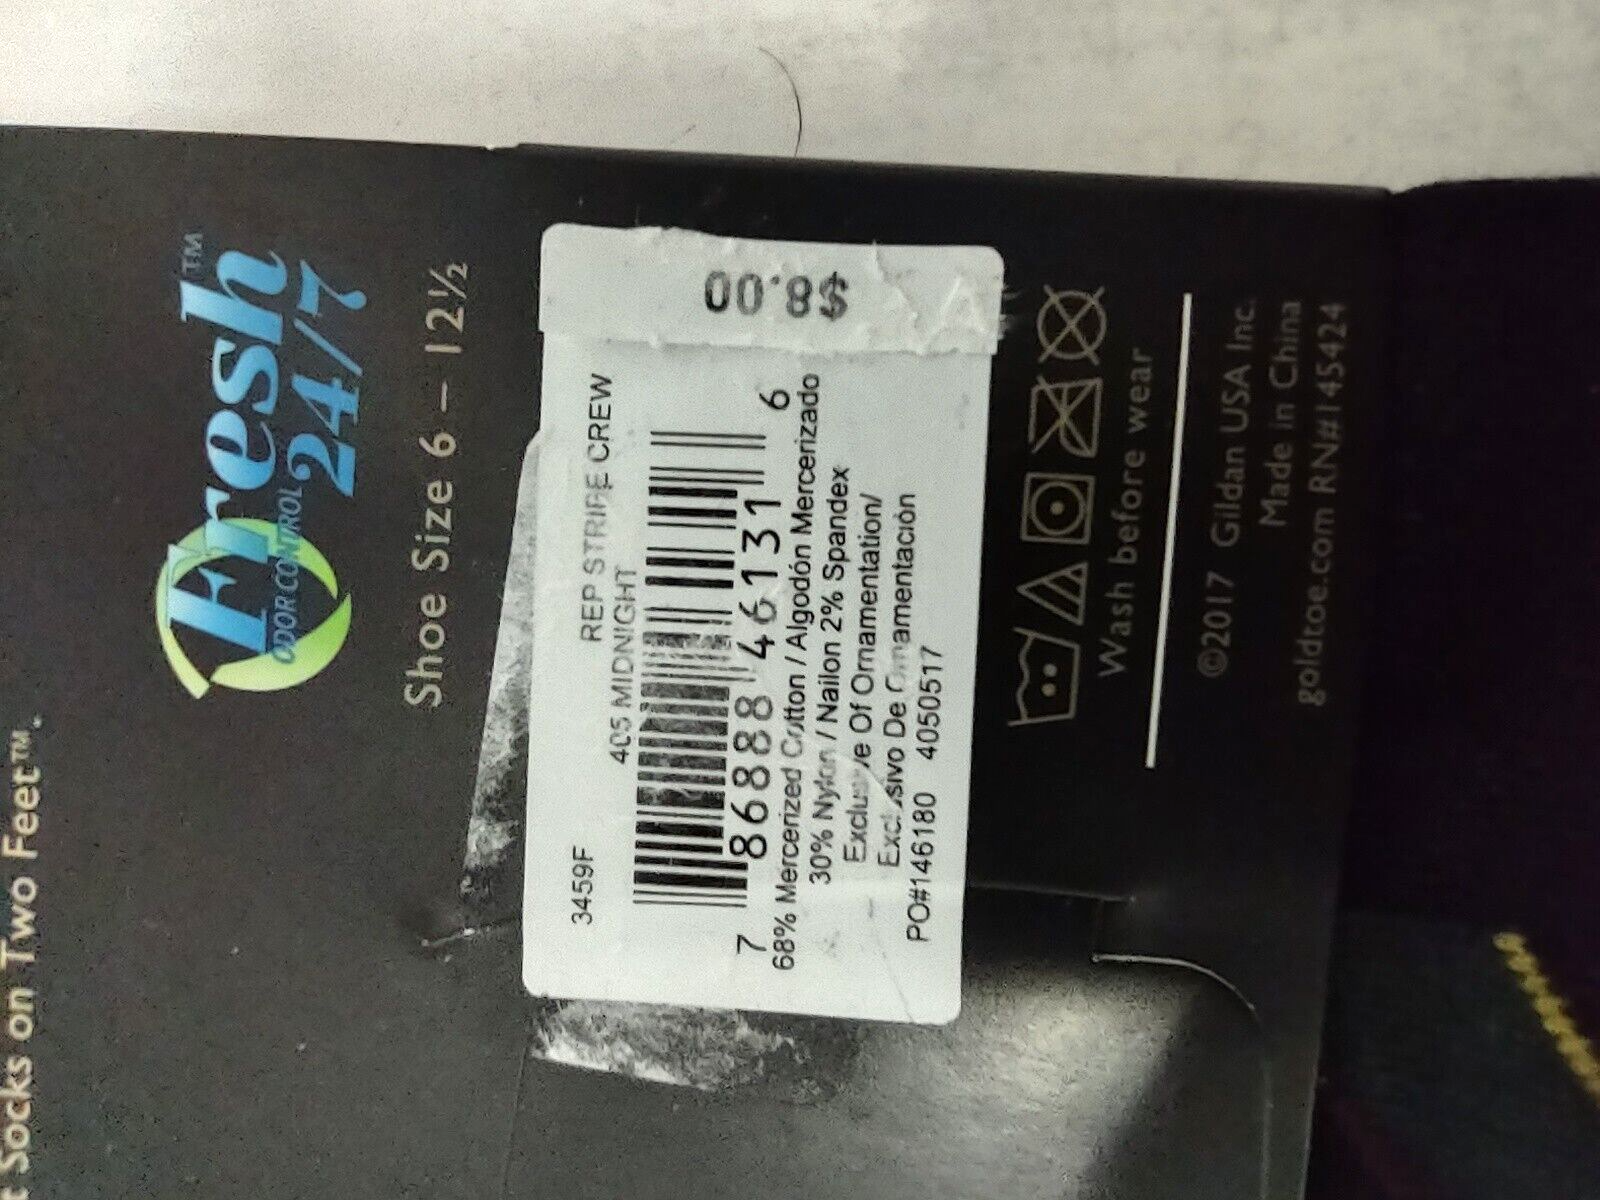 Socks on Two Feet™.
Fresh™
ODOR CONTROL
24/7
Shoe Size 6 – 12½
3459F REP STRIPE CREW
405 MIDNIGHT
7 86888 46131 6
68% Mercerized Cotton / Algodón Mercerizado
30% Nylon / Nailon 2% Spandex
Exclusive Of Ornamentation/
Exclusivo De Ornamentación
PO#146180 4050517
$8.00
Wash before wear
©2017 Gildan USA Inc.
Made in China
goldtoe.com RN#145424